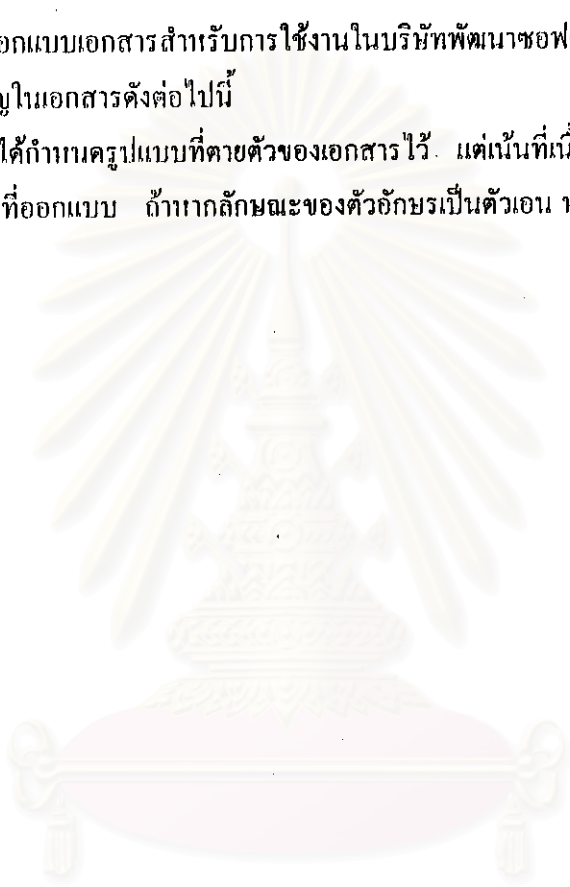 อกแบบเอกสารสำหรับการใช้งานในบริษัทพัฒนาซอฟ
ญในเอกสารดังต่อไปนี้
ได้กำหนดรูปแบบที่ตายตัวของเอกสารไว้ แต่เน้นที่เนื้
ที่ออกแบบ ถ้าหากลักษณะของตัวอักษรเป็นตัวเอน